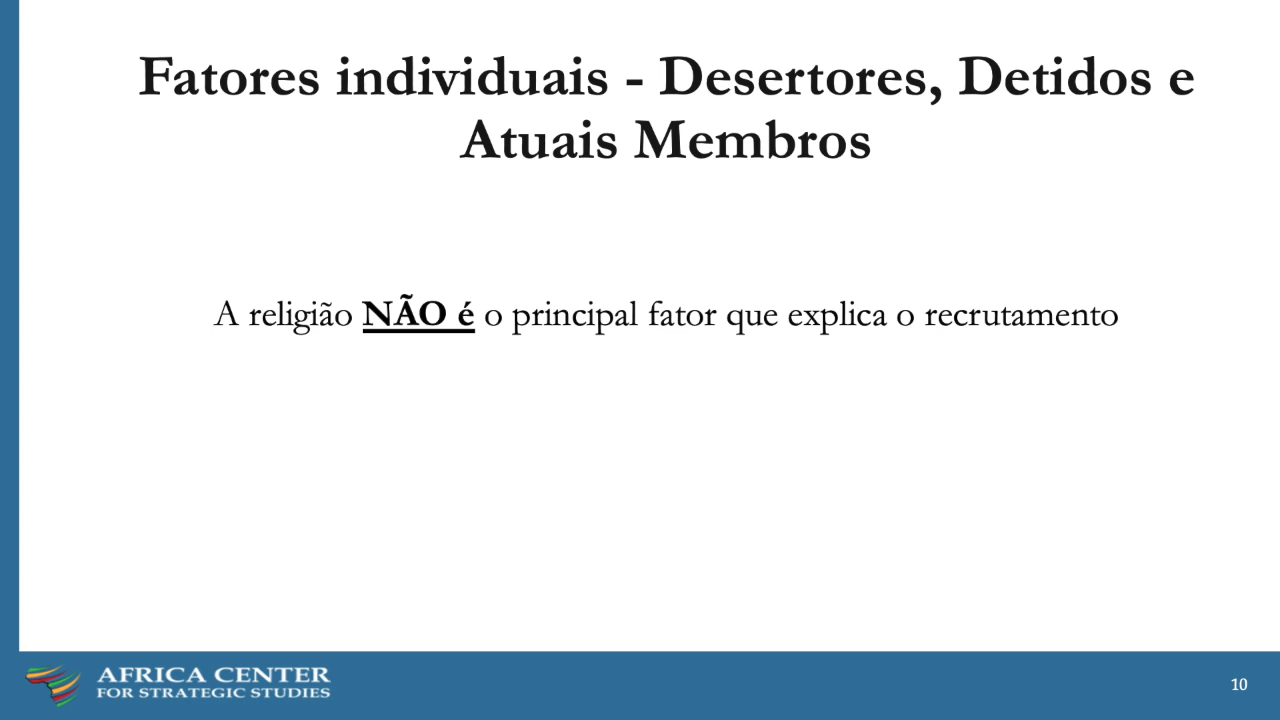 Fatores individuais - Desertores, Detidos e
Atuais Membros
A religião NÃO é o principal fator que explica o recrutamento
AFRICA CENTER
FOR STRATEGIC STUDIES
10